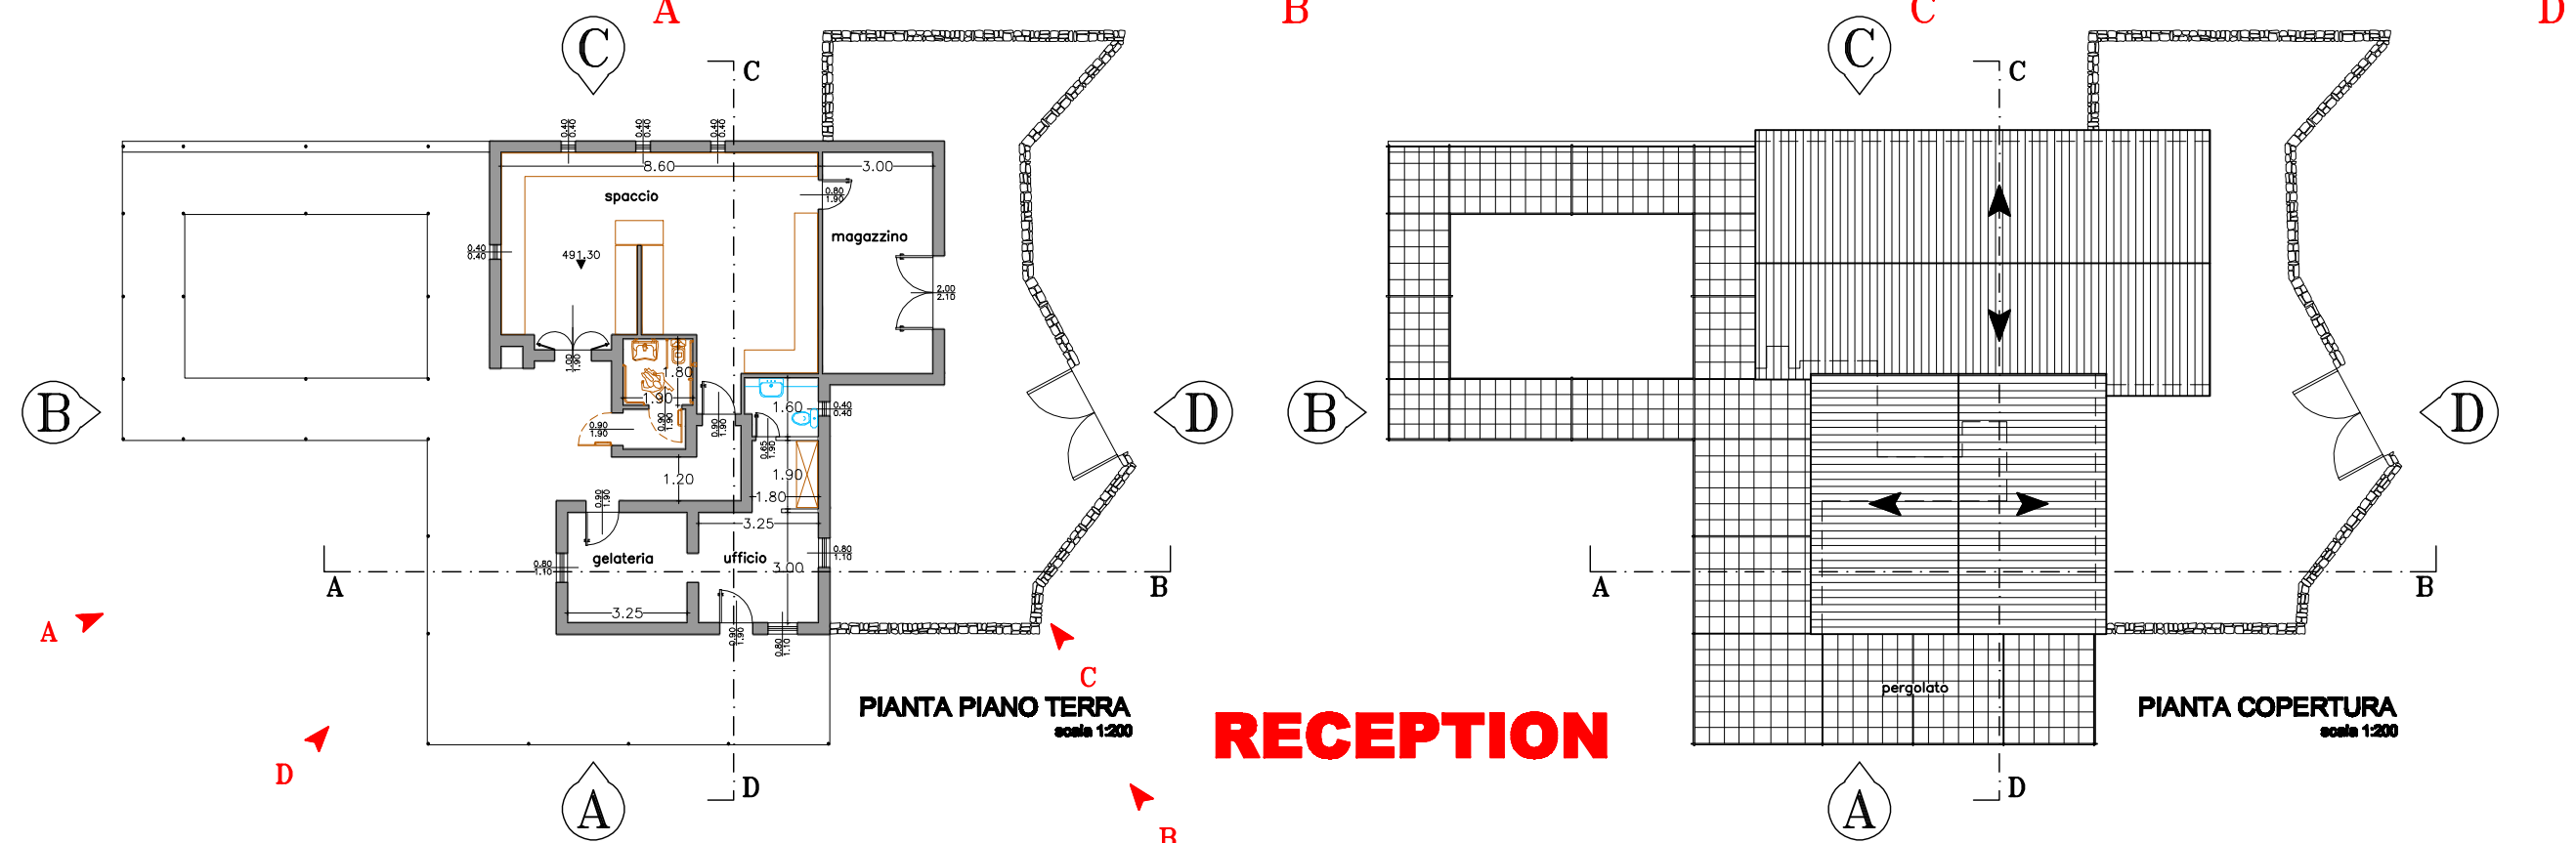 A
B
C
D
C
C
0.40
0.40
0.40
0.40
0.40
0.40
8.60
3.00
spaccio
0.80
1.90
magazzino
0.40
0.40
491.30
2.00
2.10
1.00
1.90
1.80
1.90
0.90
1.90
0.90
1.90
0.90
1.90
1.60
0.40
0.40
0.65
1.90
B
D
1.20
1.90
1.80
0.90
1.90
3.25
gelateria
ufficio
0.80
1.10
0.80
1.10
3.00
A
B
3.25
0.90
1.90
0.80
1.10
A
D
C
B
PIANTA PIANO TERRA
scala 1:200
D
A
RECEPTION
C
C
B
D
A
B
pergolato
PIANTA COPERTURA
scala 1:200
D
A